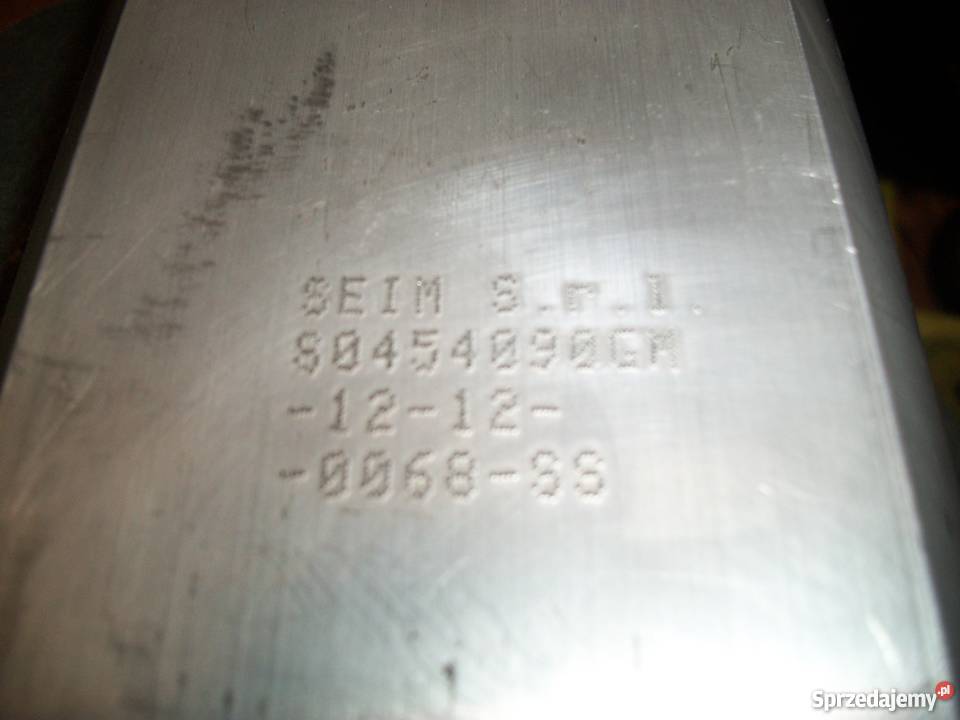 SEIM S.r.l.
80454090GM
-12-12-
-0068-SS
Sprzedajemy.pl